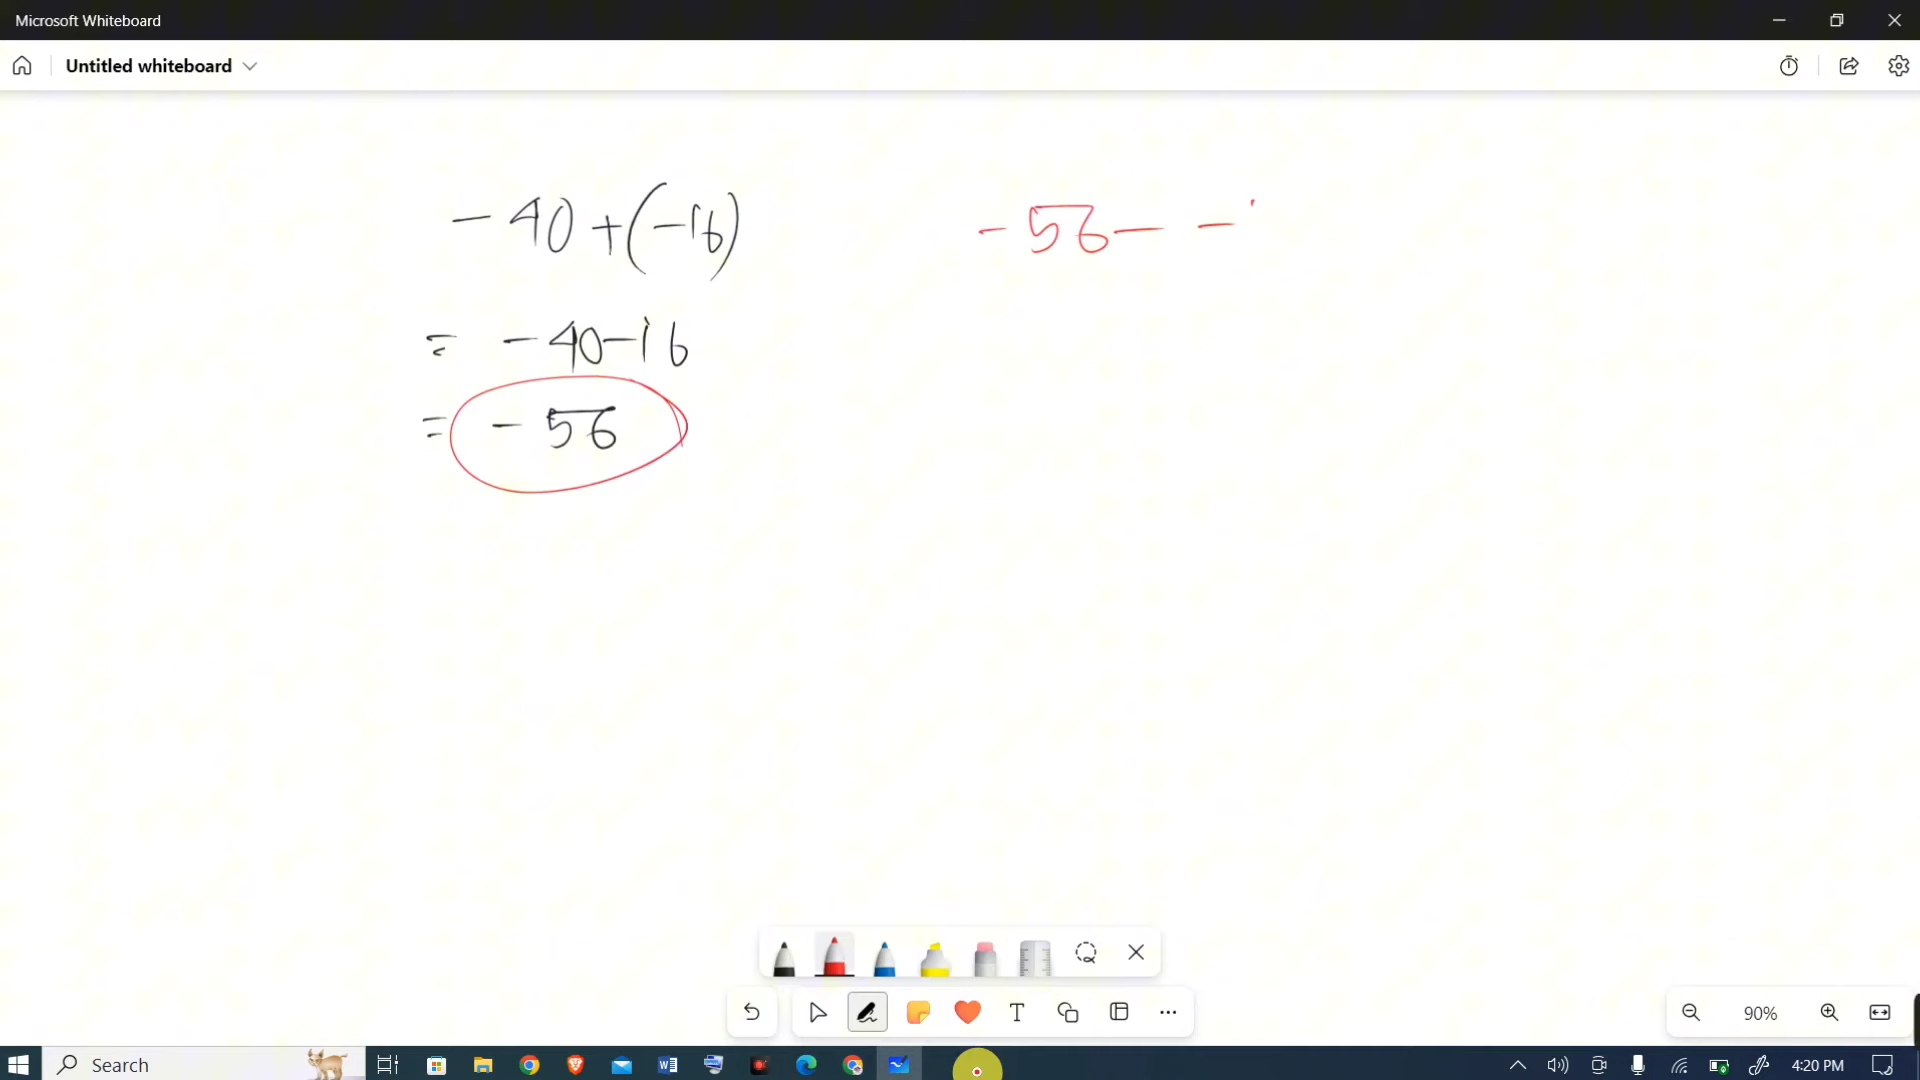 Microsoft Whiteboard
Untitled whiteboard
-40+(-16)
= -40-16
= -56
-56- -
90%
Search
4:20 PM